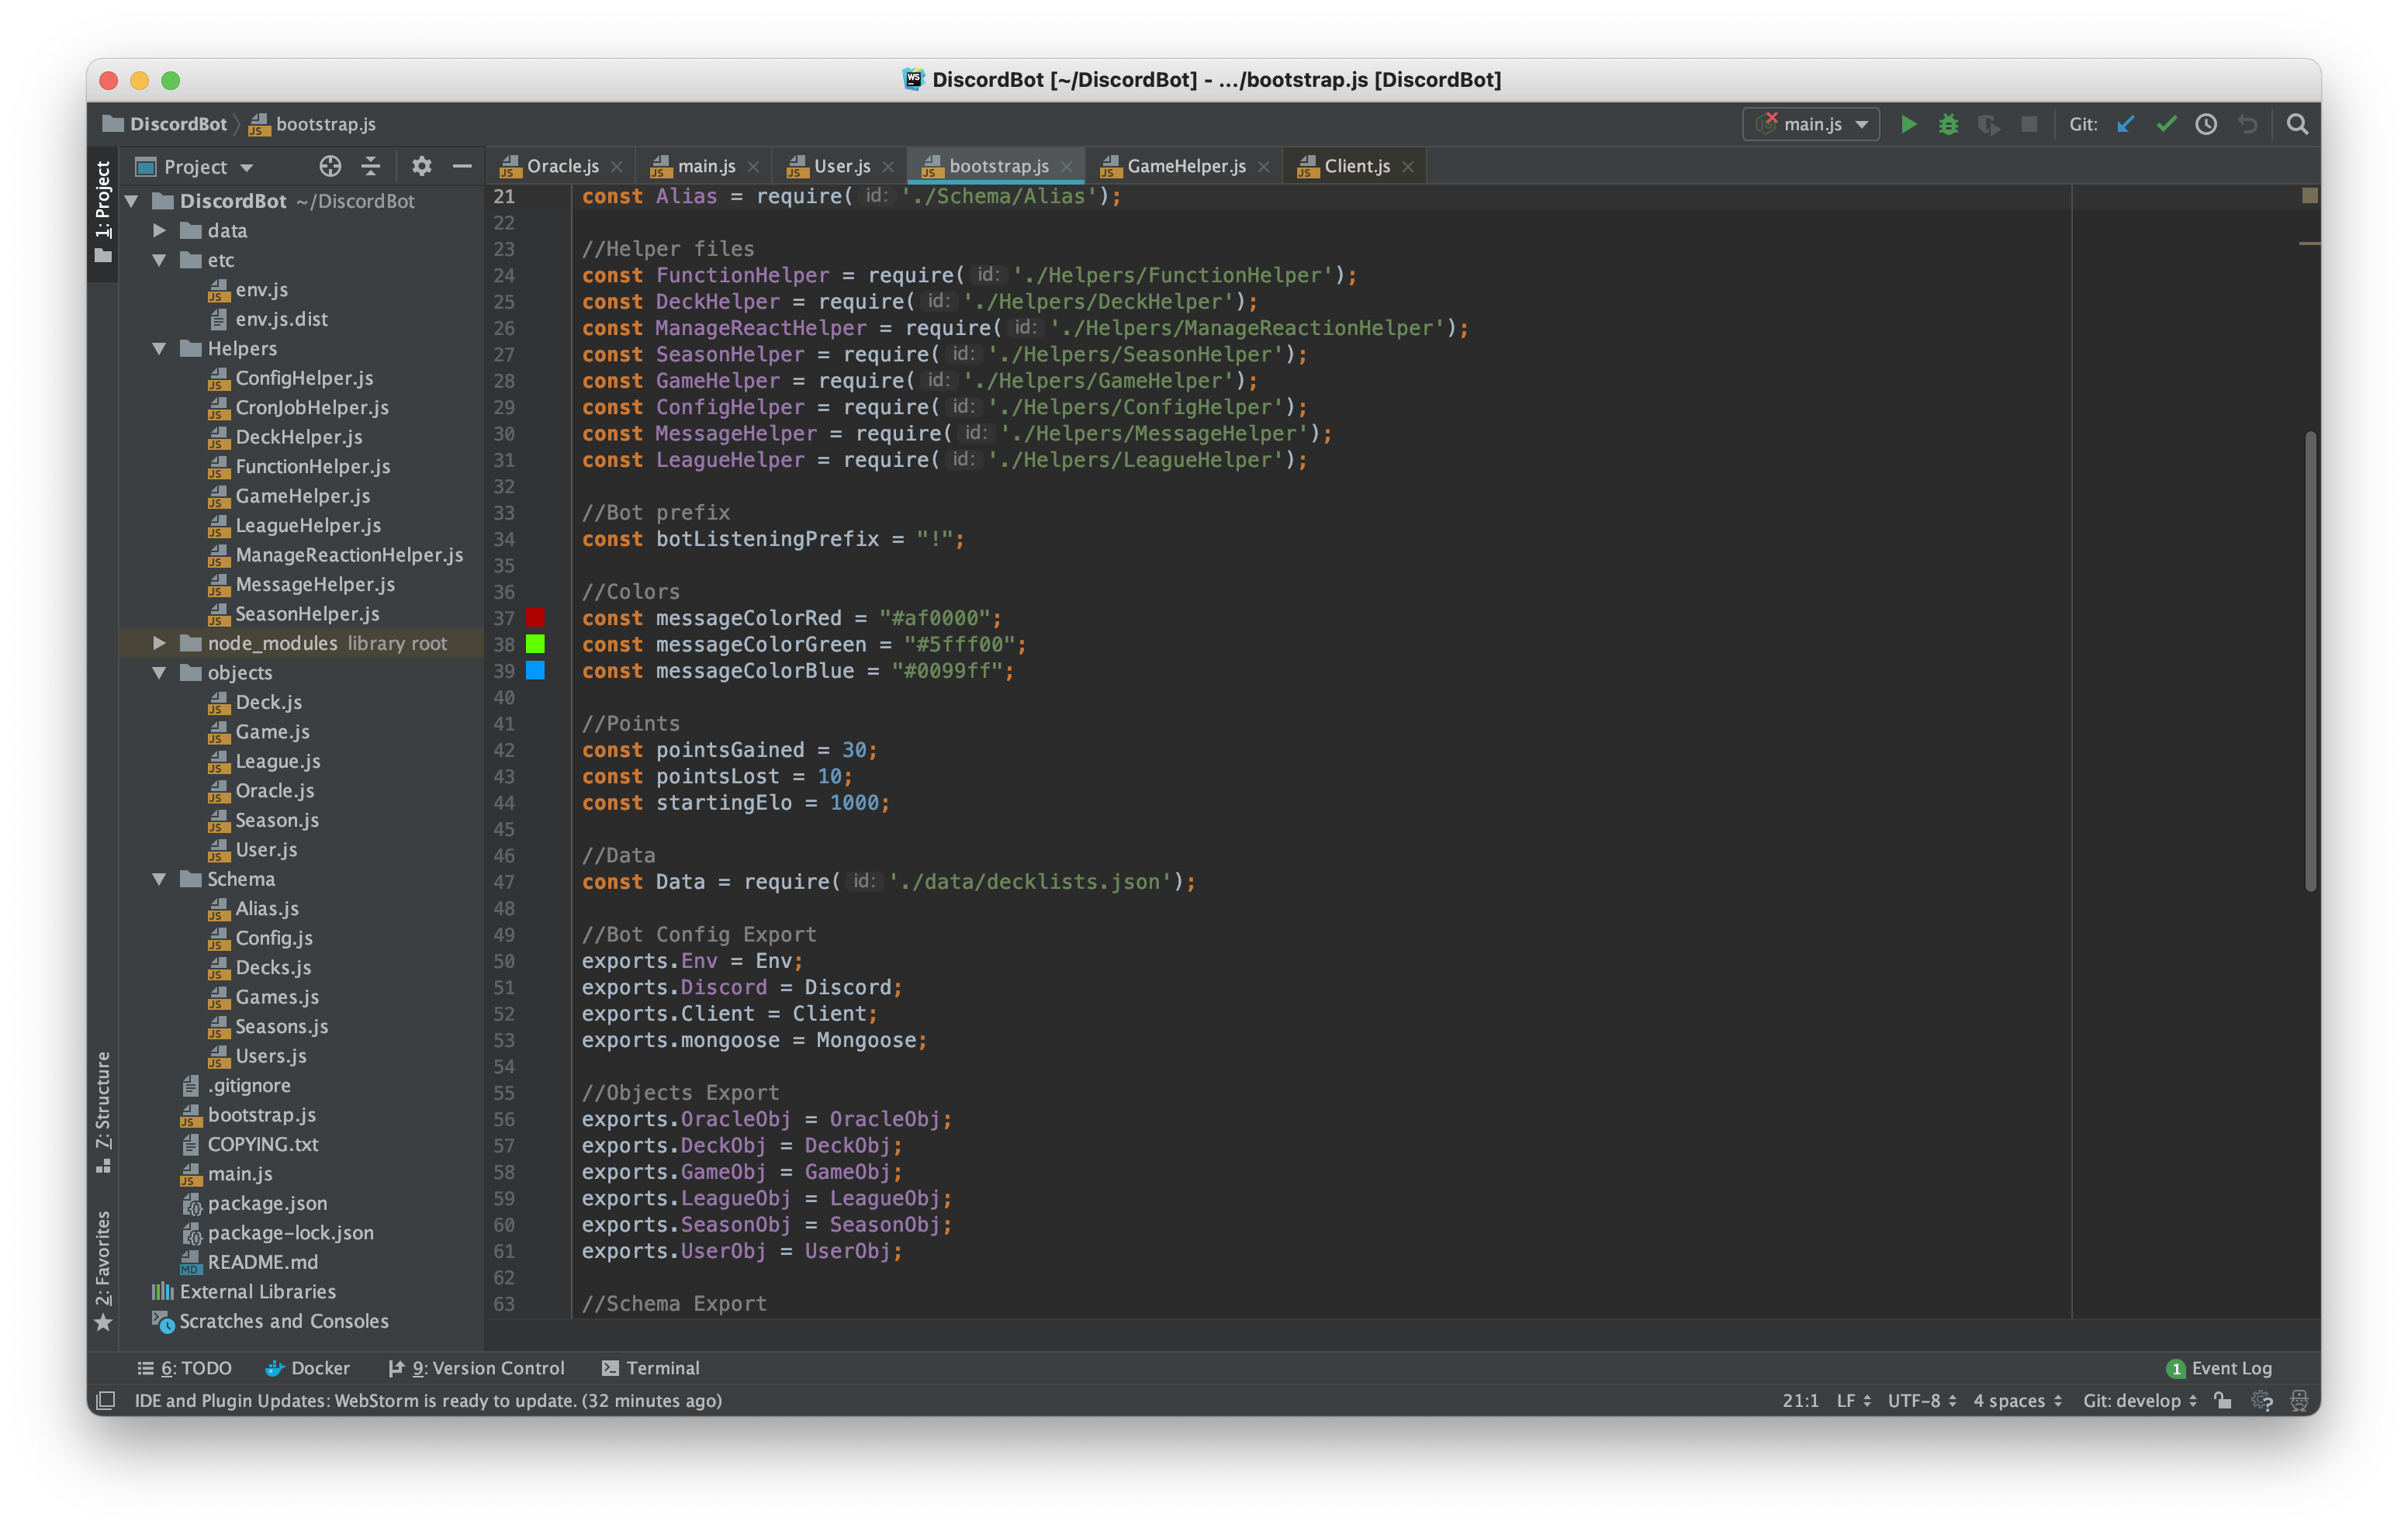 DiscordBot [~/DiscordBot] - .../bootstrap.js [DiscordBot]
DiscordBot bootstrap.js
main.js
Git:
1: Project
Project
Oracle.js
main.js
User.js
bootstrap.js
GameHelper.js
Client.js
DiscordBot ~/DiscordBot
data
etc
env.js
env.js.dist
Helpers
ConfigHelper.js
CronJobHelper.js
DeckHelper.js
FunctionHelper.js
GameHelper.js
LeagueHelper.js
ManageReactionHelper.js
MessageHelper.js
SeasonHelper.js
node_modules library root
objects
Deck.js
Game.js
League.js
Oracle.js
Season.js
User.js
Schema
Alias.js
Config.js
Decks.js
Games.js
Seasons.js
Users.js
.gitignore
bootstrap.js
COPYING.txt
main.js
package.json
package-lock.json
README.md
External Libraries
Scratches and Consoles
7: Structure
2: Favorites
21 const Alias = require( id: './Schema/Alias');
22
23 //Helper files
24 const FunctionHelper = require( id: './Helpers/FunctionHelper');
25 const DeckHelper = require( id: './Helpers/DeckHelper');
26 const ManageReactHelper = require( id: './Helpers/ManageReactionHelper');
27 const SeasonHelper = require( id: './Helpers/SeasonHelper');
28 const GameHelper = require( id: './Helpers/GameHelper');
29 const ConfigHelper = require( id: './Helpers/ConfigHelper');
30 const MessageHelper = require( id: './Helpers/MessageHelper');
31 const LeagueHelper = require( id: './Helpers/LeagueHelper');
32
33 //Bot prefix
34 const botListeningPrefix = "!";
35
36 //Colors
37 const messageColorRed = "#af0000";
38 const messageColorGreen = "#5fff00";
39 const messageColorBlue = "#0099ff";
40
41 //Points
42 const pointsGained = 30;
43 const pointsLost = 10;
44 const startingElo = 1000;
45
46 //Data
47 const Data = require( id: './data/decklists.json');
48
49 //Bot Config Export
50 exports.Env = Env;
51 exports.Discord = Discord;
52 exports.Client = Client;
53 exports.mongoose = Mongoose;
54
55 //Objects Export
56 exports.OracleObj = OracleObj;
57 exports.DeckObj = DeckObj;
58 exports.GameObj = GameObj;
59 exports.LeagueObj = LeagueObj;
60 exports.SeasonObj = SeasonObj;
61 exports.UserObj = UserObj;
62
63 //Schema Export
6: TODO Docker 9: Version Control Terminal 1 Event Log
IDE and Plugin Updates: WebStorm is ready to update. (32 minutes ago) 21:1 LF UTF-8 4 spaces Git: develop